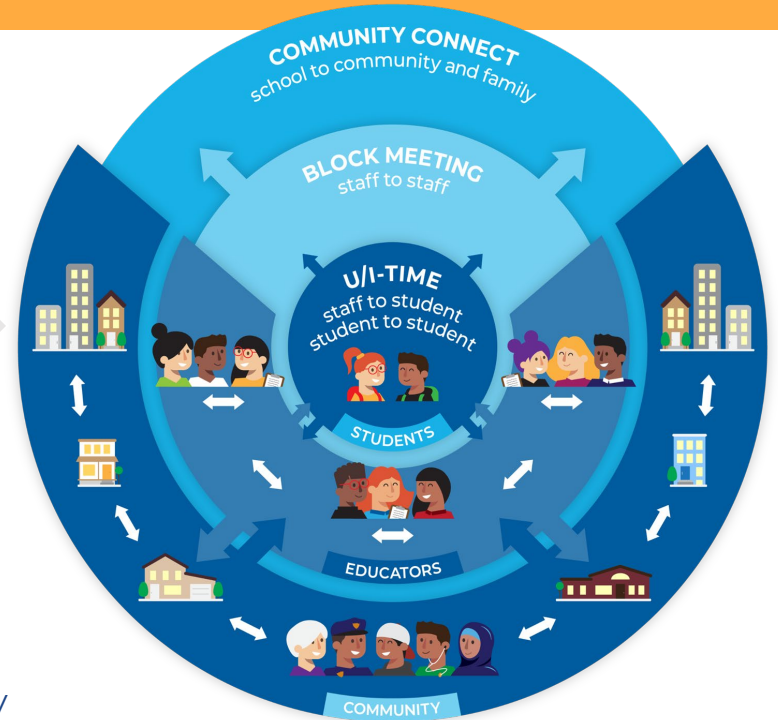 COMMUNITY CONNECT
school to community and family
BLOCK MEETING
staff to staff
U/I-TIME
staff to student
student to student
STUDENTS
EDUCATORS
COMMUNITY